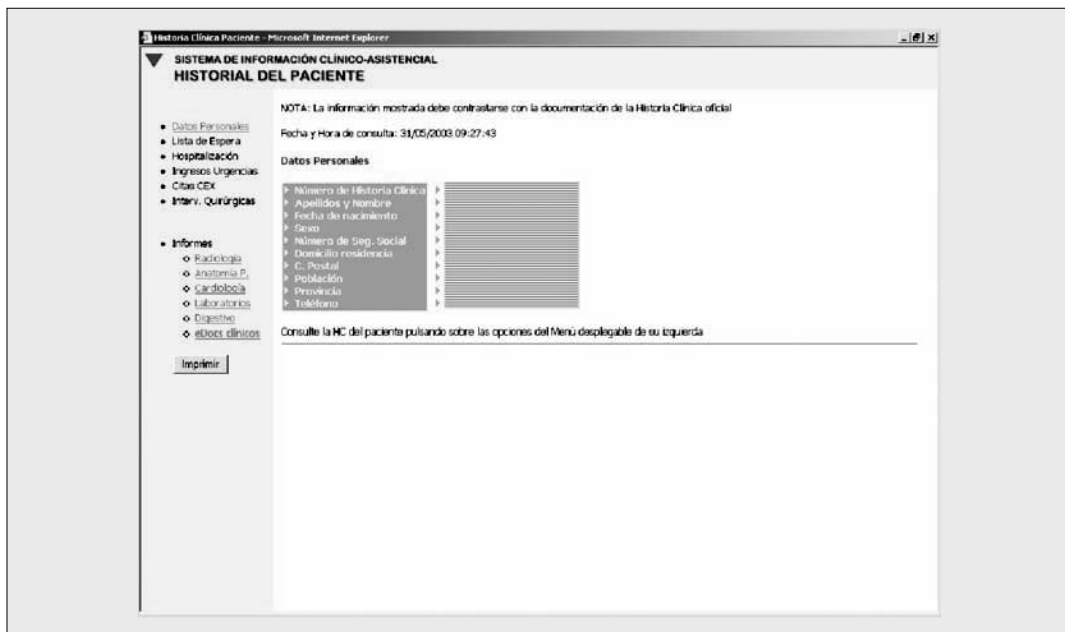 Historia Clínica Paciente - Microsoft Internet Explorer
SISTEMA DE INFORMACIÓN CLÍNICO-ASISTENCIAL
HISTORIAL DEL PACIENTE
Datos Personales
Lista de Espera
Hospitalización
Ingresos Urgencias
Citas CEX
Interv. Quirúrgicas
Informes
Radiología
Anatomía P.
Cardiología
Laboratorios
Digestivo
eDocs clínicos
Imprimir
NOTA: La información mostrada debe contrastarse con la documentación de la Historia Clínica oficial
Fecha y Hora de consulta: 31/05/2003 09:27:43
Datos Personales
Número de Historia Clínica
Apellidos y Nombre
Fecha de nacimiento
Sexo
Número de Seg. Social
Domicilio residencia
C. Postal
Población
Provincia
Teléfono
Consulte la HC del paciente pulsando sobre las opciones del Menú desplegable de su izquierda